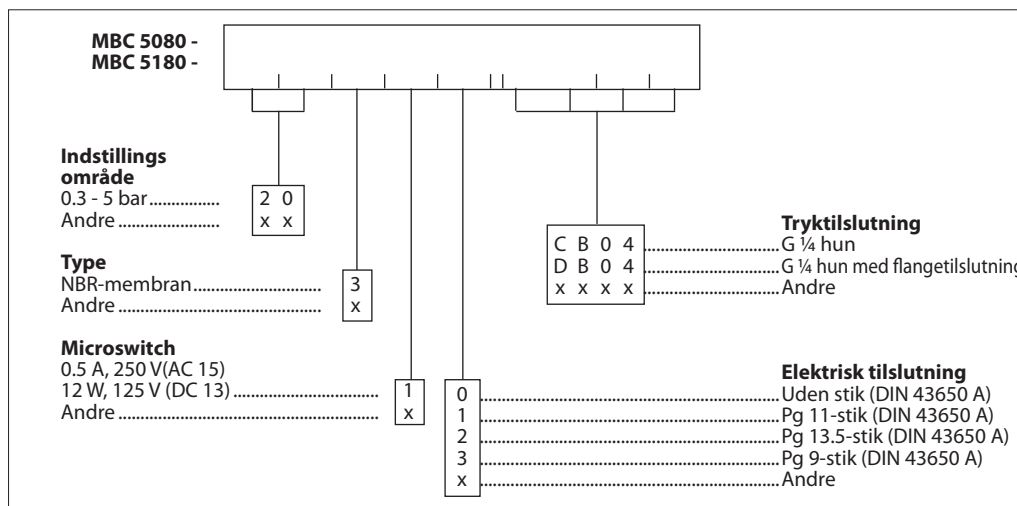 MBC 5080 -
MBC 5180 -
Indstillings
område
0.3 - 5 bar ................ 2 0
Andre ....................... x x
Type
NBR-membran ............................... 3
Andre ................................................. x
Microswitch
0.5 A, 250 V(AC 15)
12 W, 125 V (DC 13) ................................... 1
Andre ............................................................... x
Tryktilslutning
C B 0 4 ................................. G ¼ hun
D B 0 4 ................................. G ¼ hun med flangetilslutning
x x x x ................................. Andre
Elektrisk tilslutning
0 ................................................................ Uden stik (DIN 43650 A)
1 ................................................................ Pg 11-stik (DIN 43650 A)
2 ................................................................ Pg 13.5-stik (DIN 43650 A)
3 ................................................................ Pg 9-stik (DIN 43650 A)
x ................................................................ Andre